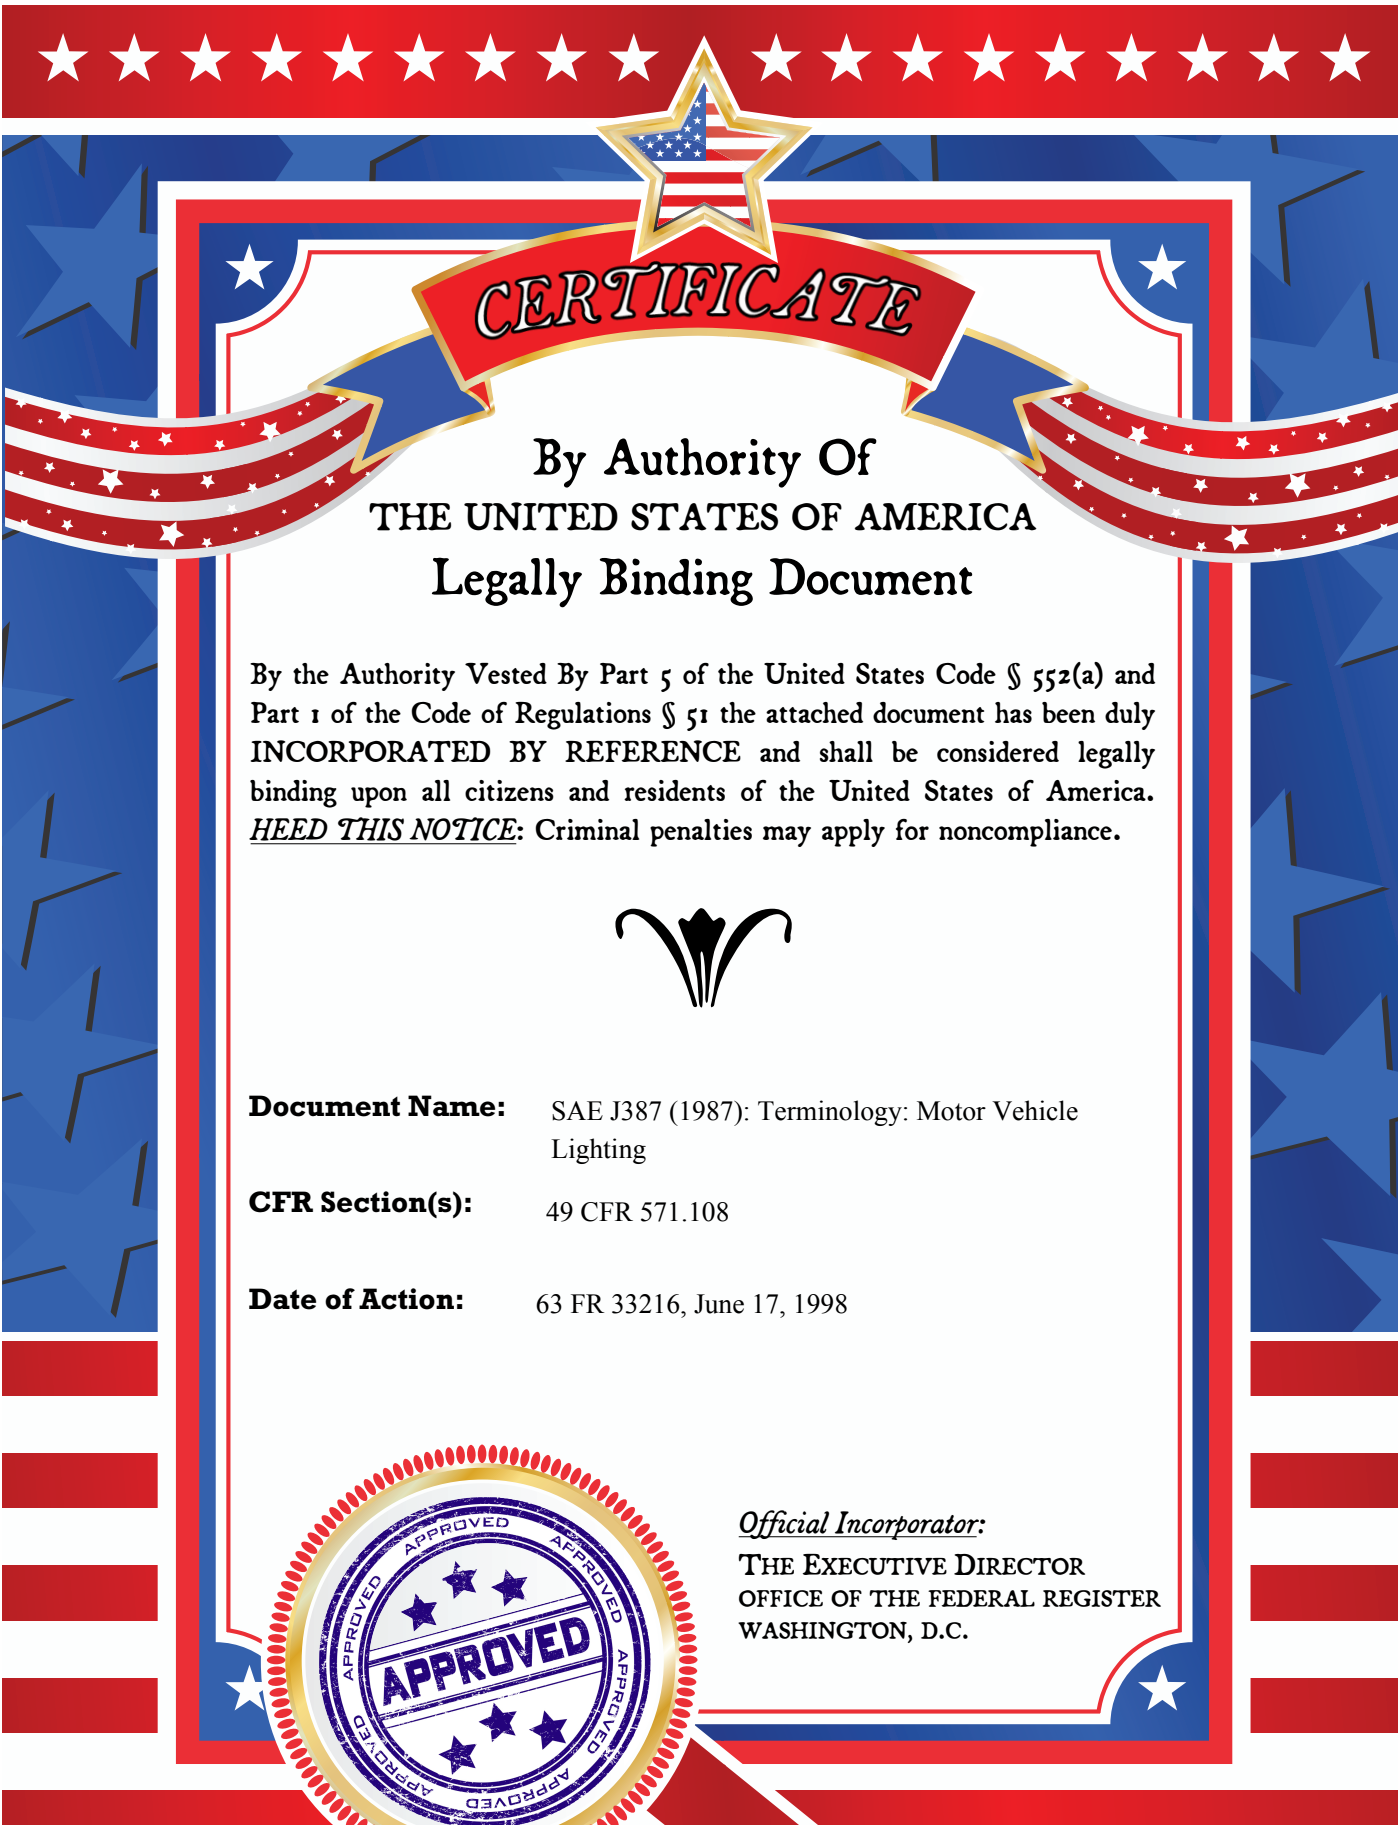 CERTIFICATE
By Authority Of
THE UNITED STATES OF AMERICA
Legally Binding Document
By the Authority Vested By Part 5 of the United States Code § 552(a) and
Part 1 of the Code of Regulations § 51 the attached document has been duly
INCORPORATED BY REFERENCE and shall be considered legally
binding upon all citizens and residents of the United States of America.
HEED THIS NOTICE: Criminal penalties may apply for noncompliance.
Document Name: SAE J387 (1987): Terminology: Motor Vehicle
Lighting
CFR Section(s): 49 CFR 571.108
Date of Action: 63 FR 33216, June 17, 1998
Official Incorporator:
THE EXECUTIVE DIRECTOR
OFFICE OF THE FEDERAL REGISTER
WASHINGTON, D.C.
APPROVED
APPROVED
APPROVED
APPROVED
APPROVED
APPROVED
APPROVED
APPROVED
APPROVED
APPROVED